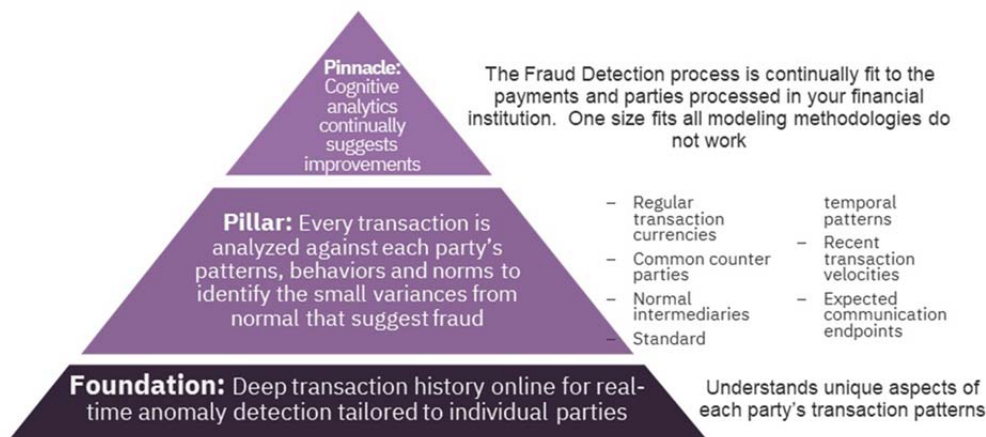 Pinnacle:
Cognitive
analytics
continually
suggests
improvements
The Fraud Detection process is continually fit to the
payments and parties processed in your financial
institution. One size fits all modeling methodologies do
not work
Pillar: Every transaction is
analyzed against each party’s
patterns, behaviors and norms to
identify the small variances from
normal that suggest fraud
– Regular
transaction
currencies
– Common counter
parties
– Normal
intermediaries
– Standard
temporal
patterns
– Recent
transaction
velocities
– Expected
communication
endpoints
Foundation: Deep transaction history online for real-
time anomaly detection tailored to individual parties
Understands unique aspects of
each party’s transaction patterns